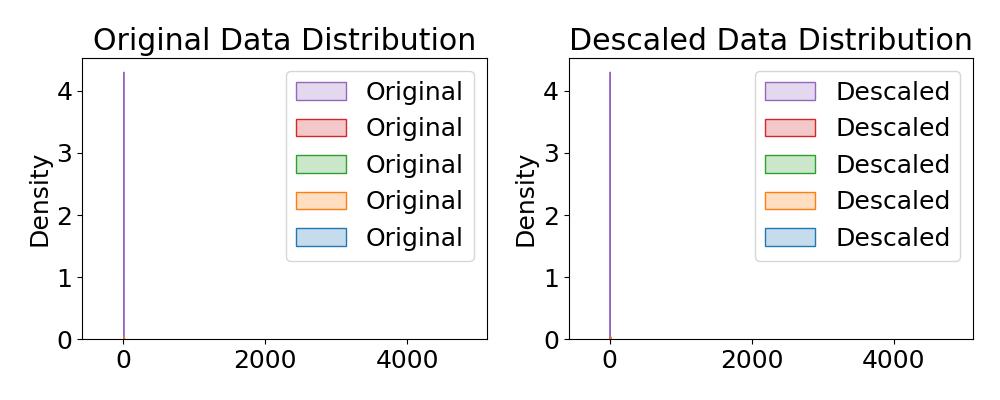 Original Data Distribution
Density
4
3
2
1
0
0
2000
4000
Original
Original
Original
Original
Original
Descaled Data Distribution
Density
4
3
2
1
0
0
2000
4000
Descaled
Descaled
Descaled
Descaled
Descaled